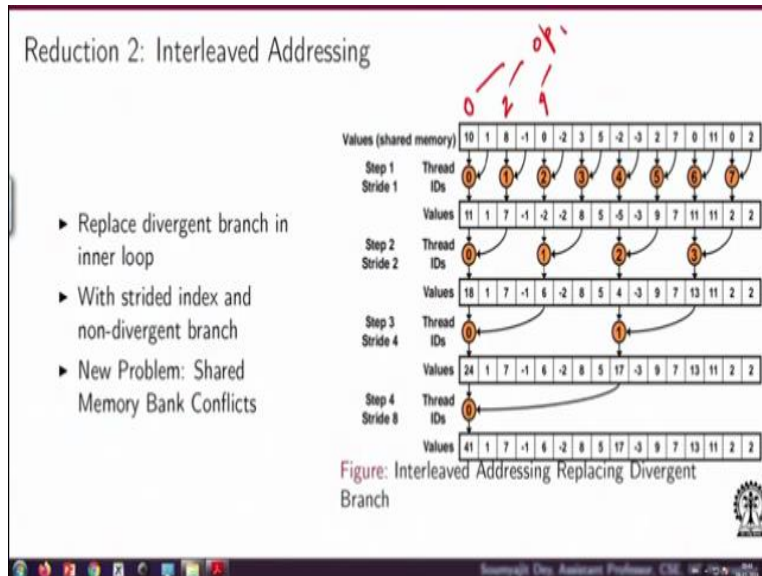 Reduction 2: Interleaved Addressing
0 2 4
Values (shared memory) 10 1 8 -1 0 -2 3 5 -2 -3 2 7 0 11 0 2
Step 1 Thread
Stride 1 IDs
0 1 2 3 4 5 6 7
Values 11 1 7 -1 -2 -2 8 5 -5 -3 9 7 11 11 2 2
Step 2 Thread
Stride 2 IDs
0 1 2 3
Values 18 1 7 -1 6 -2 8 5 4 -3 9 7 13 11 2 2
Step 3 Thread
Stride 4 IDs
0 1
Values 24 1 7 -1 6 -2 8 5 17 -3 9 7 13 11 2 2
Step 4 Thread
Stride 8 IDs
0
Values 41 1 7 -1 6 -2 8 5 17 -3 9 7 13 11 2 2
Figure: Interleaved Addressing Replacing Divergent
Branch
▸ Replace divergent branch in
inner loop
▸ With strided index and
non-divergent branch
▸ New Problem: Shared
Memory Bank Conflicts
Soumyajit Dey, Assistant Professor, CSE